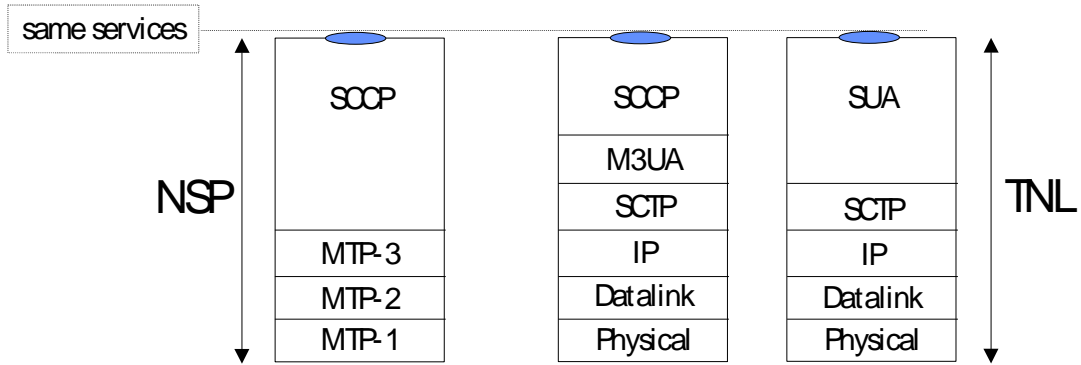 same services
SCCP
SCCP
SUA
M3UA
NSP
SCTP
SCTP
TNL
MTP-3
IP
IP
MTP-2
Datalink
Datalink
MTP-1
Physical
Physical